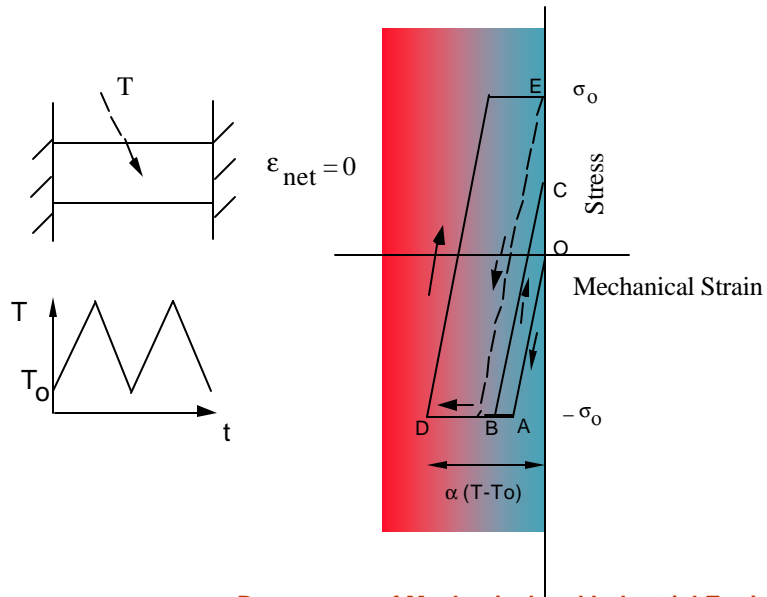 T
ε net = 0
T
To
t
E
σo
C
Stress
O
Mechanical Strain
D
B
A
−σo
α (T-To)